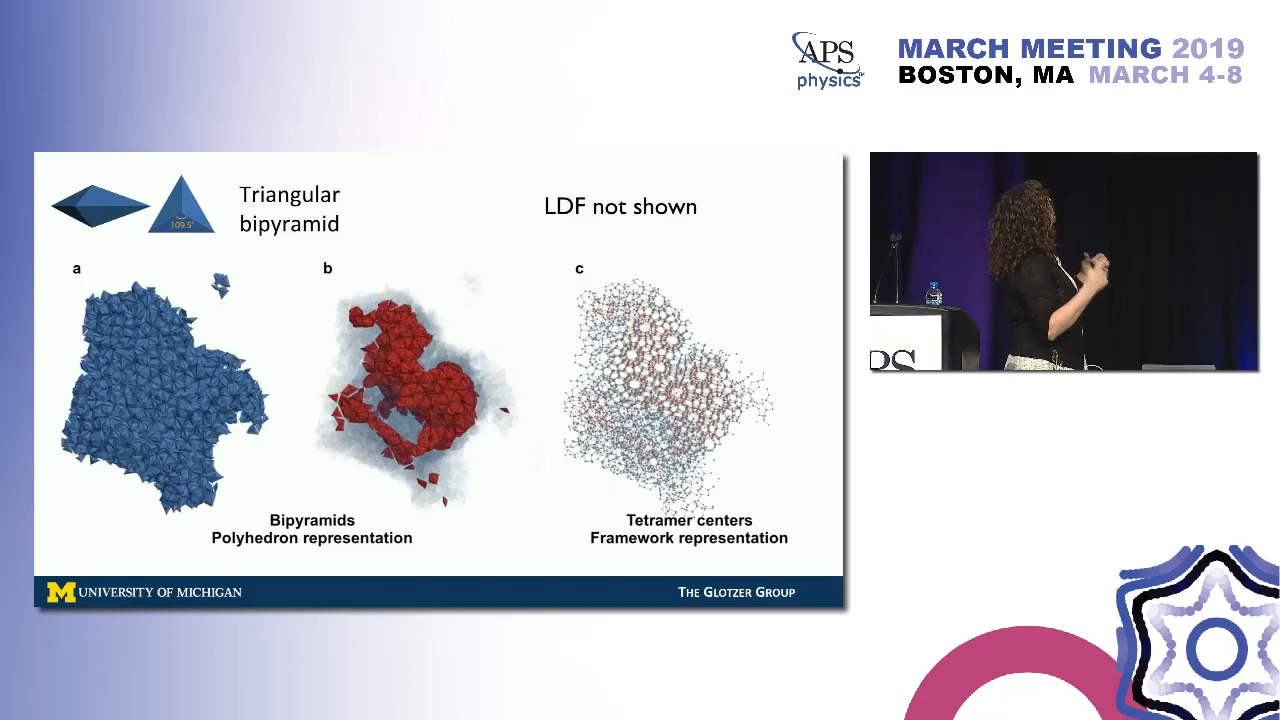 APS
physics
MARCH MEETING 2019
BOSTON, MA MARCH 4-8
Triangular
bipyramid
109.5°
LDF not shown
a
b
c
Bipyramids
Polyhedron representation
Tetramer centers
Framework representation
M UNIVERSITY OF MICHIGAN
THE GLOTZER GROUP
PS